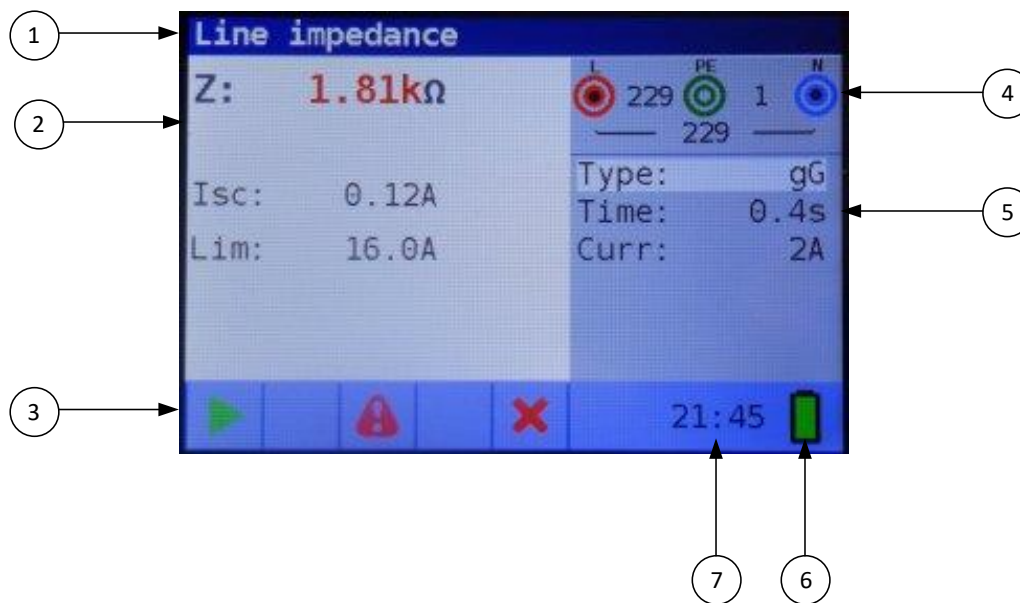 1
Line impedance
2
Z: 1.81kΩ
Isc: 0.12A
Lim: 16.0A
3
L PE N
229 1
229
4
Type: gG
Time: 0.4s
Curr: 2A
5
21:45
7
6